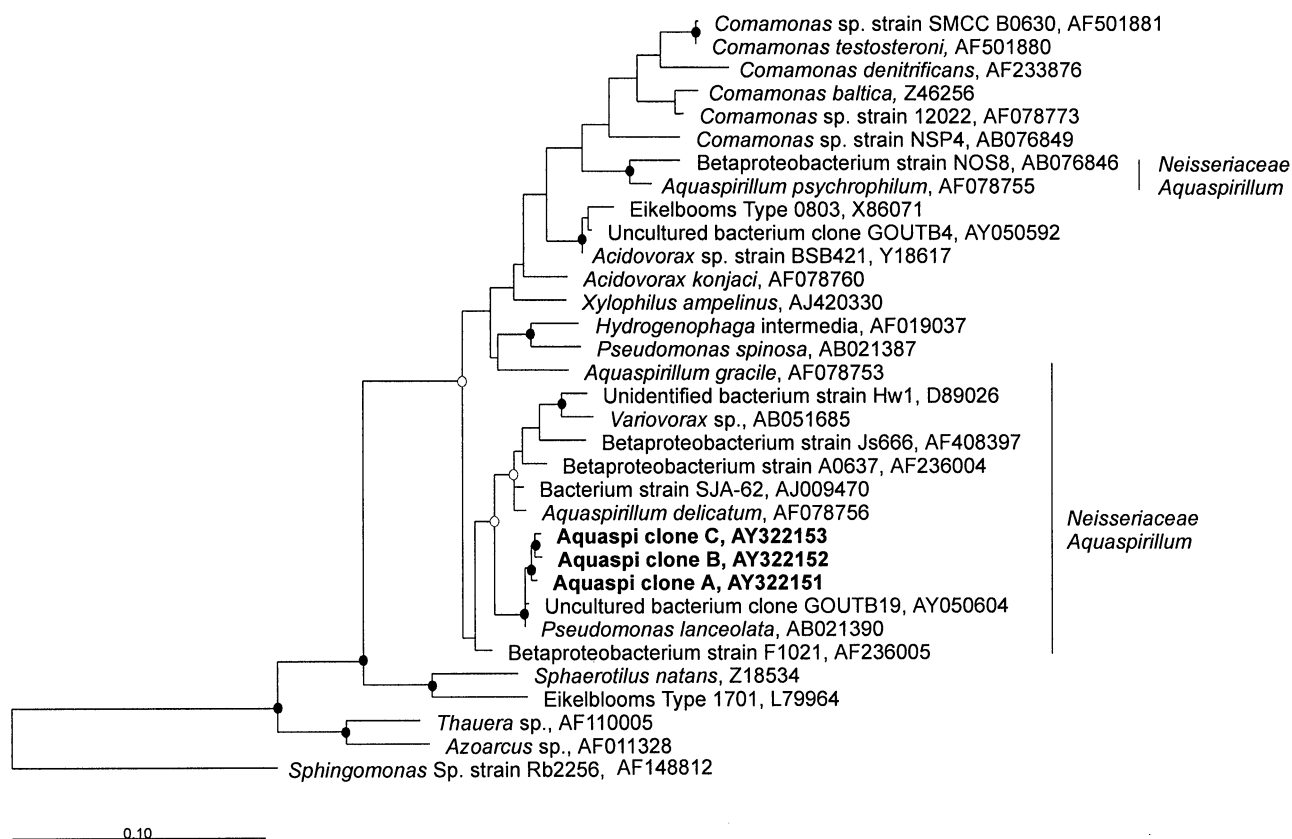 Comamonas sp. strain SMCC B0630, AF501881
Comamonas testosteroni, AF501880
Comamonas denitrificans, AF233876
Comamonas baltica, Z46256
Comamonas sp. strain 12022, AF078773
Comamonas sp. strain NSP4, AB076849
Betaproteobacterium strain NOS8, AB076846
Aquaspirillum psychrophilum, AF078755
Neisseriaceae
Aquaspirillum
Eikelbooms Type 0803, X86071
Uncultured bacterium clone GOUTB4, AY050592
Acidovorax sp. strain BSB421, Y18617
Acidovorax konjaci, AF078760
Xylophilus ampelinus, AJ420330
Hydrogenophaga intermedia, AF019037
Pseudomonas spinosa, AB021387
Aquaspirillum gracile, AF078753
Unidentified bacterium strain Hw1, D89026
Variovorax sp., AB051685
Betaproteobacterium strain Js666, AF408397
Betaproteobacterium strain A0637, AF236004
Bacterium strain SJA-62, AJ009470
Aquaspirillum delicatum, AF078756
Aquaspi clone C, AY322153
Aquaspi clone B, AY322152
Aquaspi clone A, AY322151
Uncultured bacterium clone GOUTB19, AY050604
Pseudomonas lanceolata, AB021390
Betaproteobacterium strain F1021, AF236005
Neisseriaceae
Aquaspirillum
Sphaerotilus natans, Z18534
Eikelblooms Type 1701, L79964
Thauera sp., AF110005
Azoarcus sp., AF011328
Sphingomonas Sp. strain Rb2256, AF148812
0.10